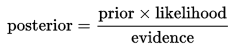 posterior = prior × likelihood / evidence